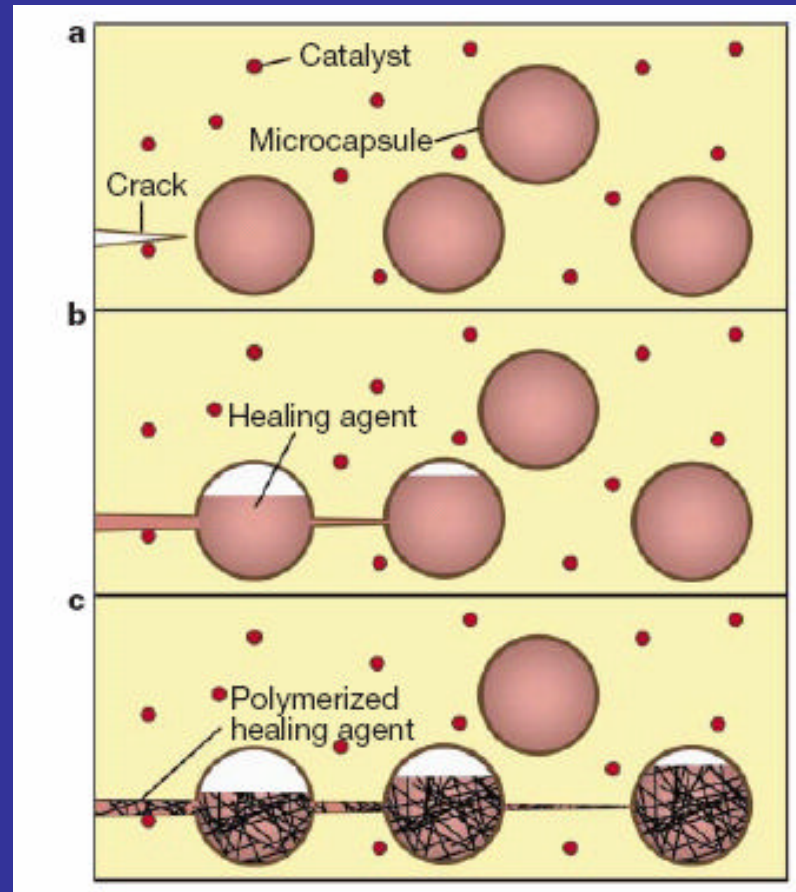 a
Catalyst
Microcapsule
Crack
b
Healing agent
c
Polymerized
healing agent